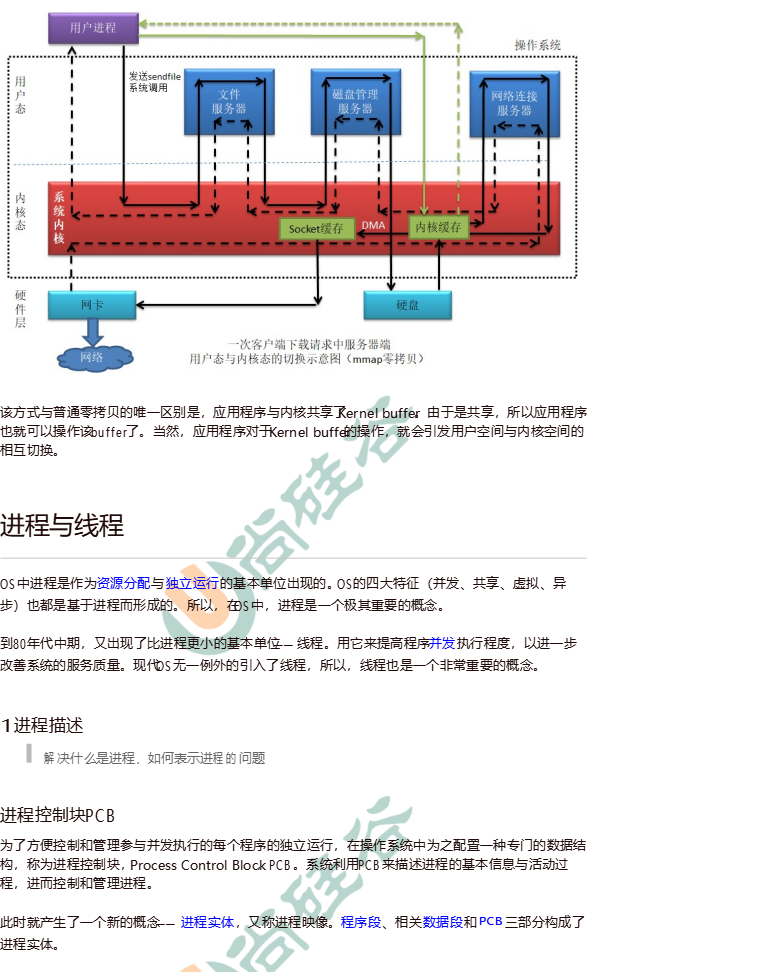 用户进程
操作系统
用户态
发送sendfile
系统调用
文件
服务器
磁盘管理
服务器
网络连接
服务器
内核态
系统内核
Socket缓存
DMA
内核缓存
硬件层
网卡
硬盘
网络
一次客户端下载请求中服务器端
用户态与内核态的切换示意图（mmap零拷贝）
该方式与普通零拷贝的唯一区别是，应用程序与内核共享了Kernel buffer 由于是共享，所以应用程序
也就可以操作该buffer了。当然，应用程序对于Kernel buffer的操作，就会引发用户空间与内核空间的
相互切换。
进程与线程
OS中进程是作为资源分配与独立运行的基本单位出现的。OS的四大特征（并发、共享、虚拟、异
步）也都是基于进程而形成的。所以，在OS中，进程是一个极其重要的概念。
到80年代中期，又出现了比进程更小的基本单位—线程。用它来提高程序并发执行程度，以进一步
改善系统的服务质量。现代OS无一例外的引入了线程，所以，线程也是一个非常重要的概念。
1进程描述
解决什么是进程，如何表示进程的问题
进程控制块PCB
为了方便控制和管理参与并发执行的每个程序的独立运行，在操作系统中为之配置一种专门的数据结
构，称为进程控制块，Process Control Block PCB。系统利用PCB来描述进程的基本信息与活动过
程，进而控制和管理进程。
此时就产生了一个新的概念—— 进程实体，又称进程映像。程序段、相关数据段和PCB三部分构成了
进程实体。
尚硅谷
尚硅谷